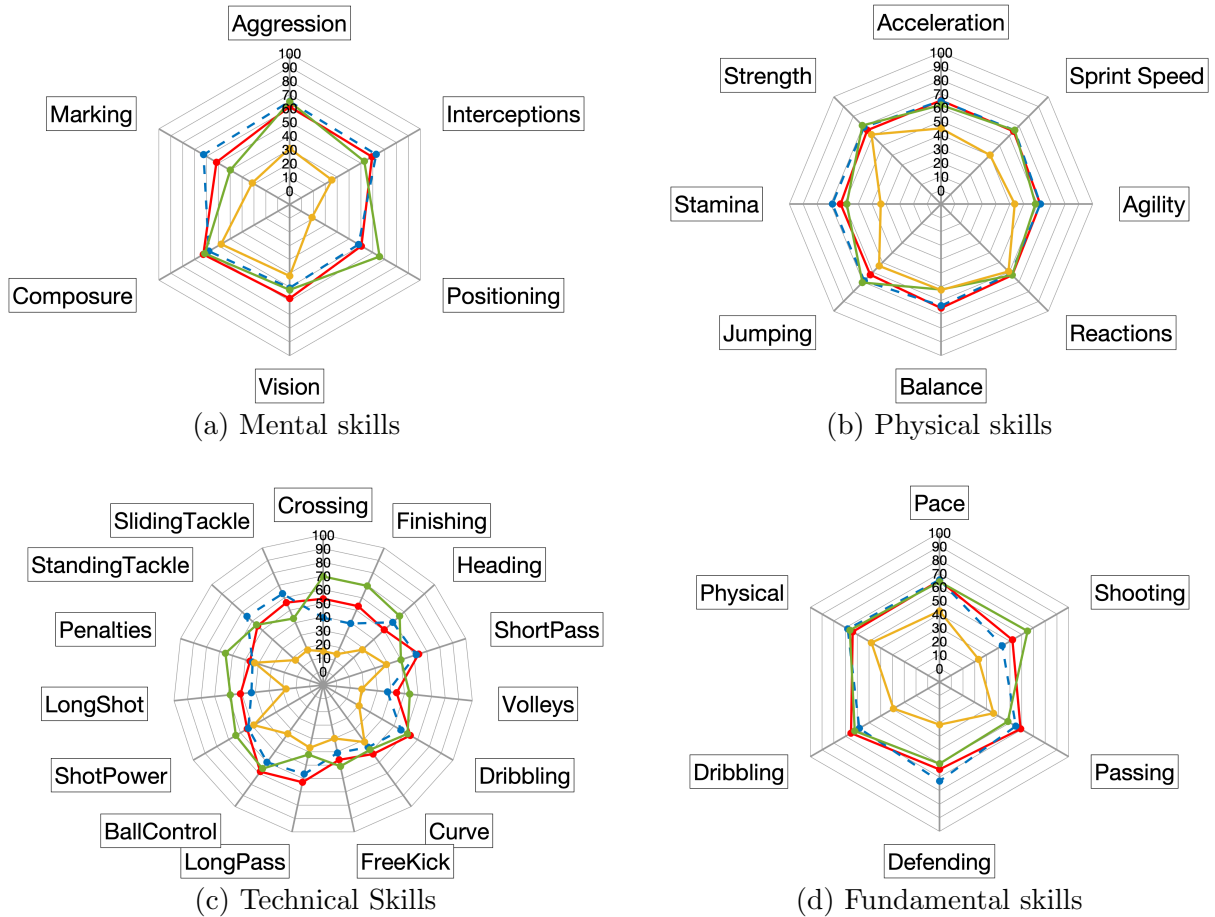 Aggression
100
90
80
70
60
50
40
30
20
10
0
Marking
Interceptions
Composure
Positioning
Vision
(a) Mental skills
Acceleration
100
90
80
70
60
50
40
30
20
10
0
Strength
Sprint Speed
Stamina
Agility
Jumping
Reactions
Balance
(b) Physical skills
Crossing
100
90
80
70
60
50
40
30
20
10
0
SlidingTackle
Finishing
StandingTackle
Heading
Penalties
ShortPass
LongShot
Volleys
ShotPower
Dribbling
BallControl
Curve
LongPass
FreeKick
(c) Technical Skills
Pace
100
90
80
70
60
50
40
30
20
10
0
Physical
Shooting
Dribbling
Passing
Defending
(d) Fundamental skills